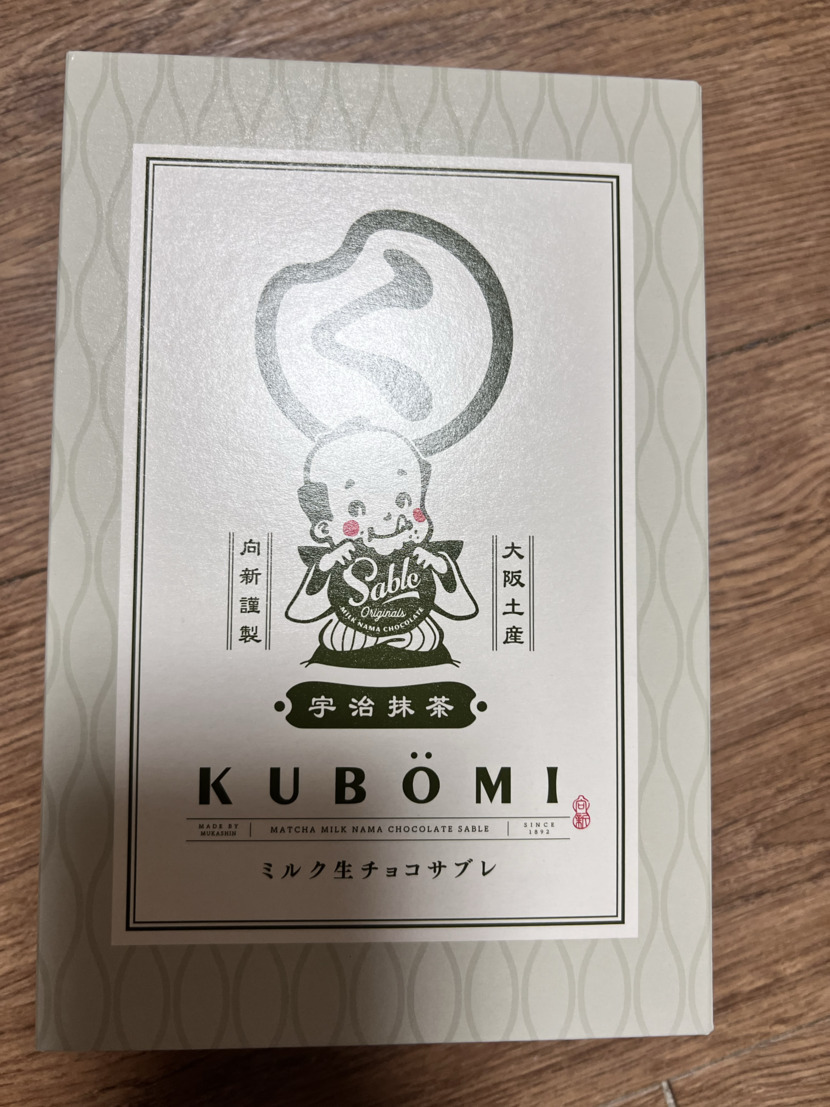 く
向新謹製
大阪土産
Sable
Originals
MILK NAMA CHOCOLATE
宇治抹茶
KUBÖMI
向新
MADE BY
MUKASHIN
MATCHA MILK NAMA CHOCOLATE SABLE
SINCE
1892
ミルク生チョコサブレ